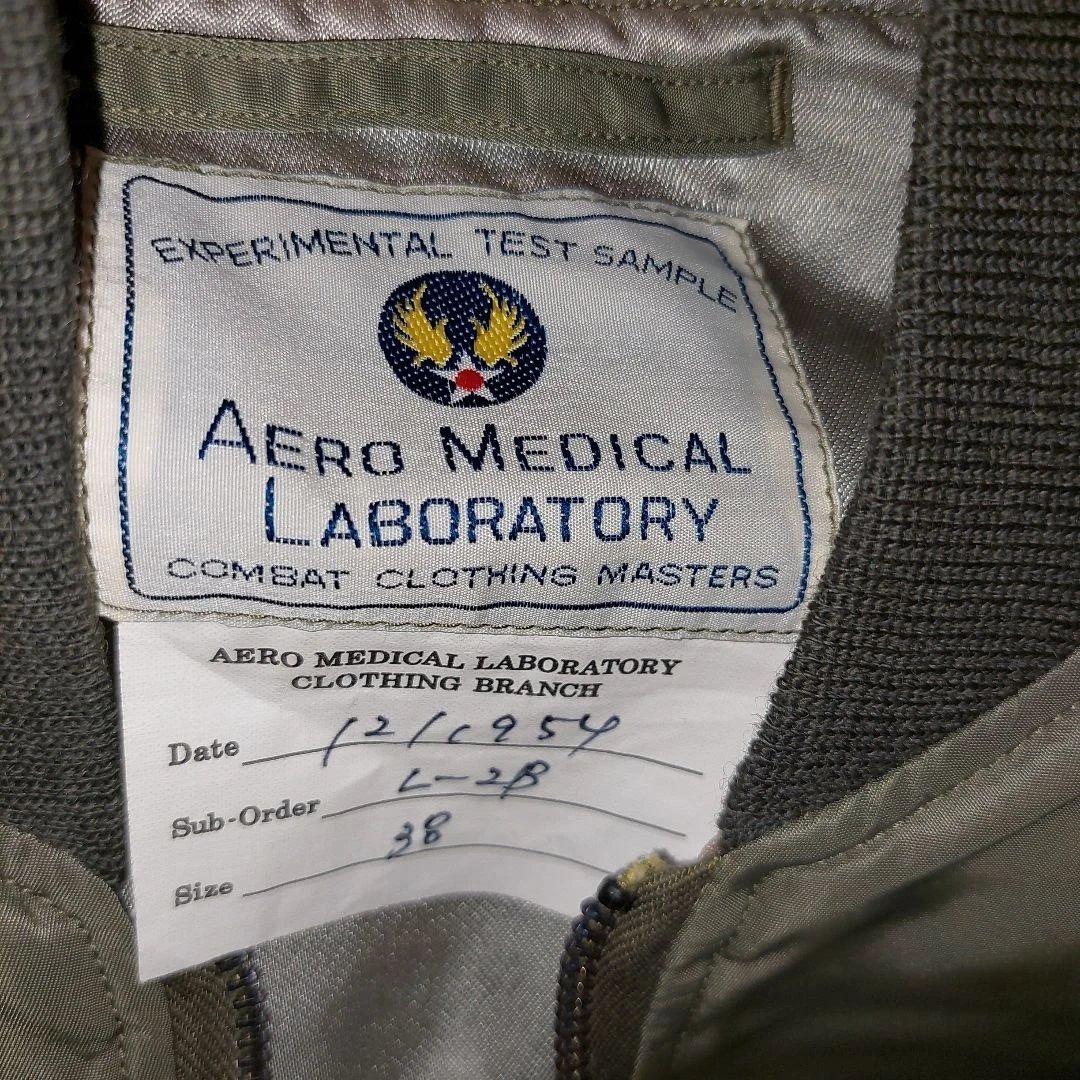 EXPERIMENTAL TEST SAMPLE
AERO MEDICAL
LABORATORY
COMBAT CLOTHING MASTERS
AERO MEDICAL LABORATORY
CLOTHING BRANCH
Date 12/1954
Sub-Order L-2B
Size 38